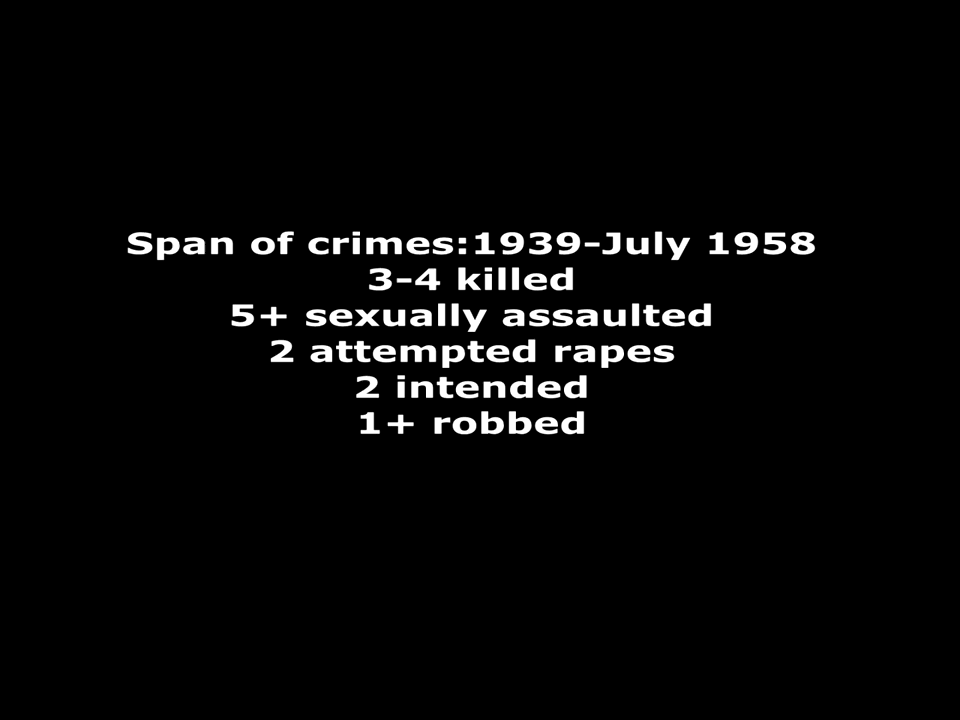 Span of crimes:1939-July 1958
3-4 killed
5+ sexually assaulted
2 attempted rapes
2 intended
1+ robbed